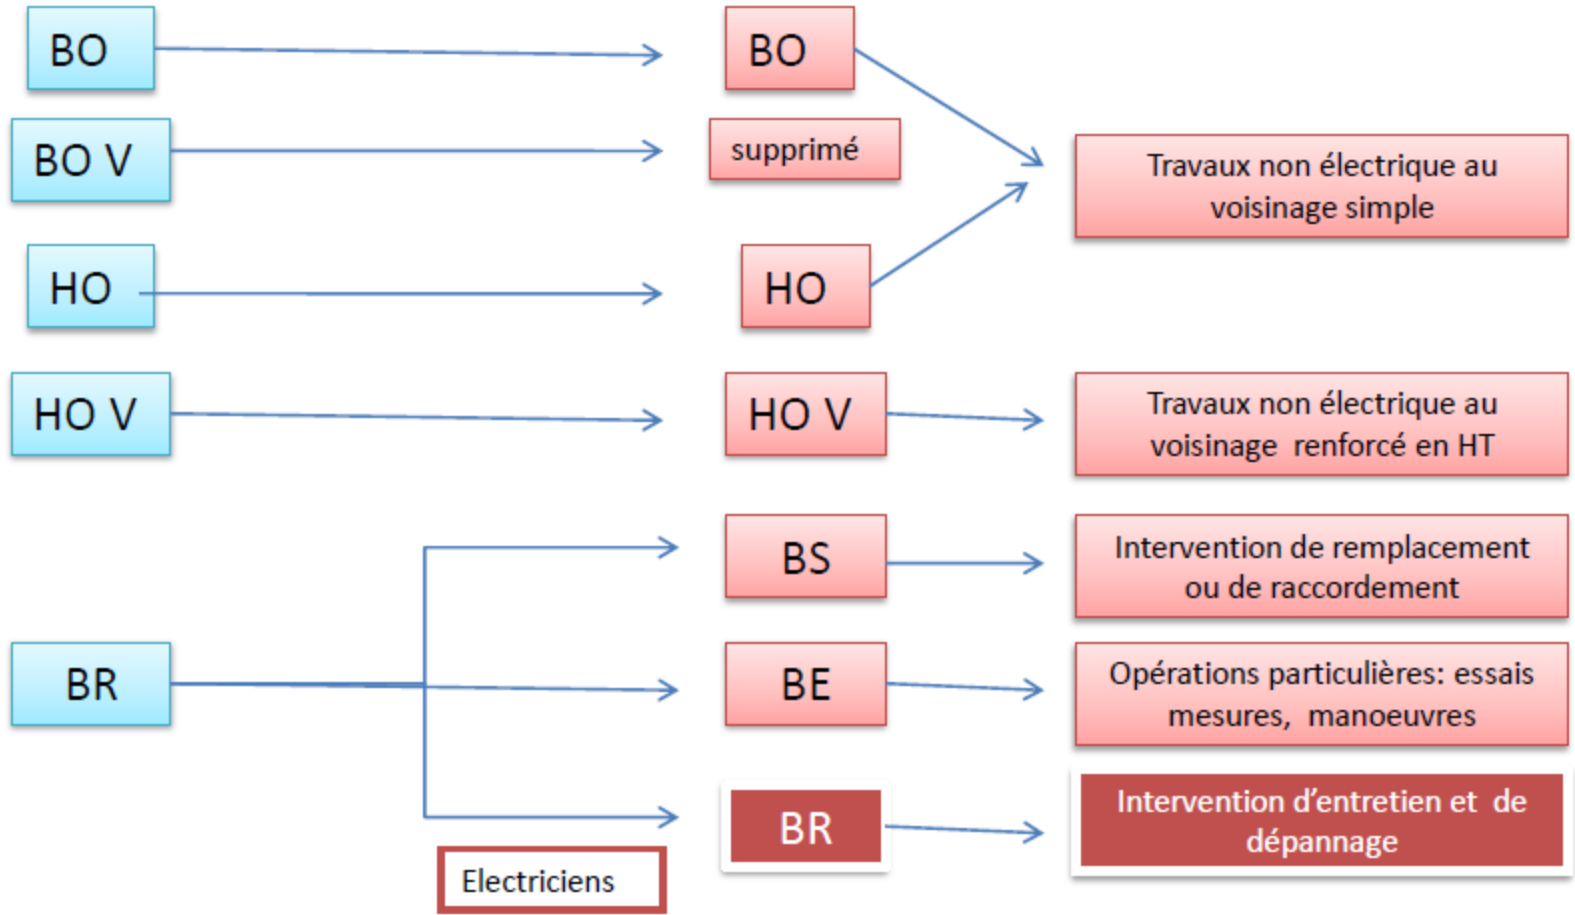 BO
BO
BO V
supprimé
Travaux non électrique au
voisinage simple
HO
HO
HO V
HO V
Travaux non électrique au
voisinage renforcé en HT
BS
Intervention de remplacement
ou de raccordement
BR
BE
Opérations particulières: essais
mesures, manoeuvres
BR
Intervention d’entretien et de
dépannage
Electriciens